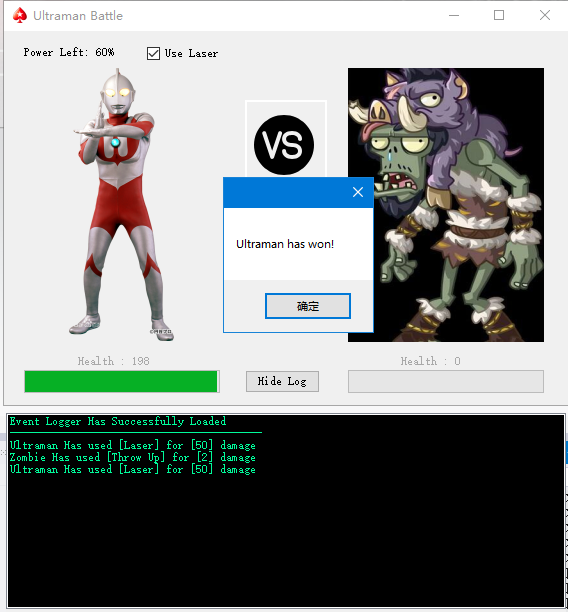 Ultraman Battle
Power Left: 60%
Use Laser
VS
Ultraman has won!
确定
Health : 198
Health : 0
Hide Log
Event Logger Has Successfully Loaded
Ultraman Has used [Laser] for [50] damage
Zombie Has used [Throw Up] for [2] damage
Ultraman Has used [Laser] for [50] damage